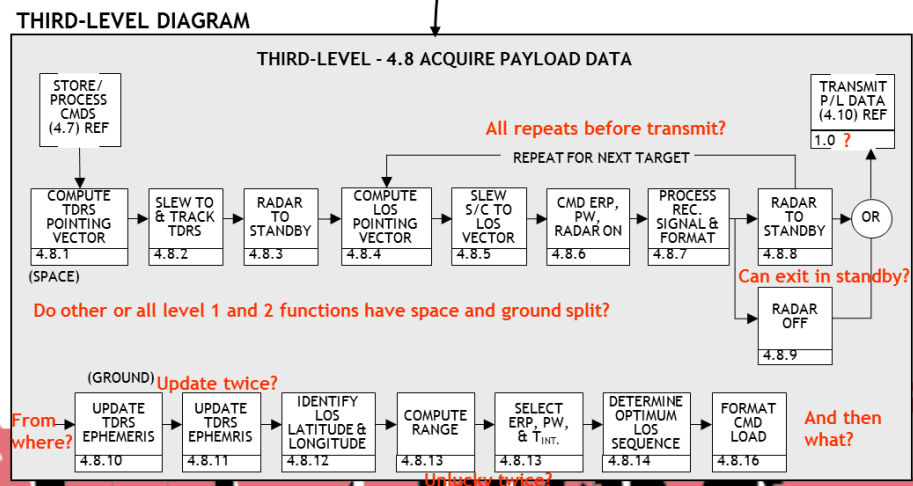 THIRD-LEVEL DIAGRAM
THIRD-LEVEL - 4.8 ACQUIRE PAYLOAD DATA
STORE/
PROCESS
CMDS
(4.7) REF
TRANSMIT
P/L DATA
(4.10) REF
1.0 ?
All repeats before transmit?
REPEAT FOR NEXT TARGET
COMPUTE
TDRS
POINTING
VECTOR
4.8.1
SLEW TO
& TRACK
TDRS
4.8.2
RADAR
TO
STANDBY
4.8.3
COMPUTE
LOS
POINTING
VECTOR
4.8.4
SLEW
S/C TO
LOS
VECTOR
4.8.5
CMD ERP,
PW,
RADAR ON
4.8.6
PROCESS
REC.
SIGNAL &
FORMAT
4.8.7
RADAR
TO
STANDBY
4.8.8
OR
(SPACE)
Can exit in standby?
Do other or all level 1 and 2 functions have space and ground split?
RADAR
OFF
4.8.9
(GROUND)
Update twice?
From
where?
UPDATE
TDRS
EPHEMERIS
4.8.10
UPDATE
TDRS
EPHEMRIS
4.8.11
IDENTIFY
LOS
LATITUDE &
LONGITUDE
4.8.12
COMPUTE
RANGE
4.8.13
SELECT
ERP, PW,
& TINT.
4.8.13
DETERMINE
OPTIMUM
LOS
SEQUENCE
4.8.14
FORMAT
CMD
LOAD
4.8.16
And then
what?
Unlucky twice?